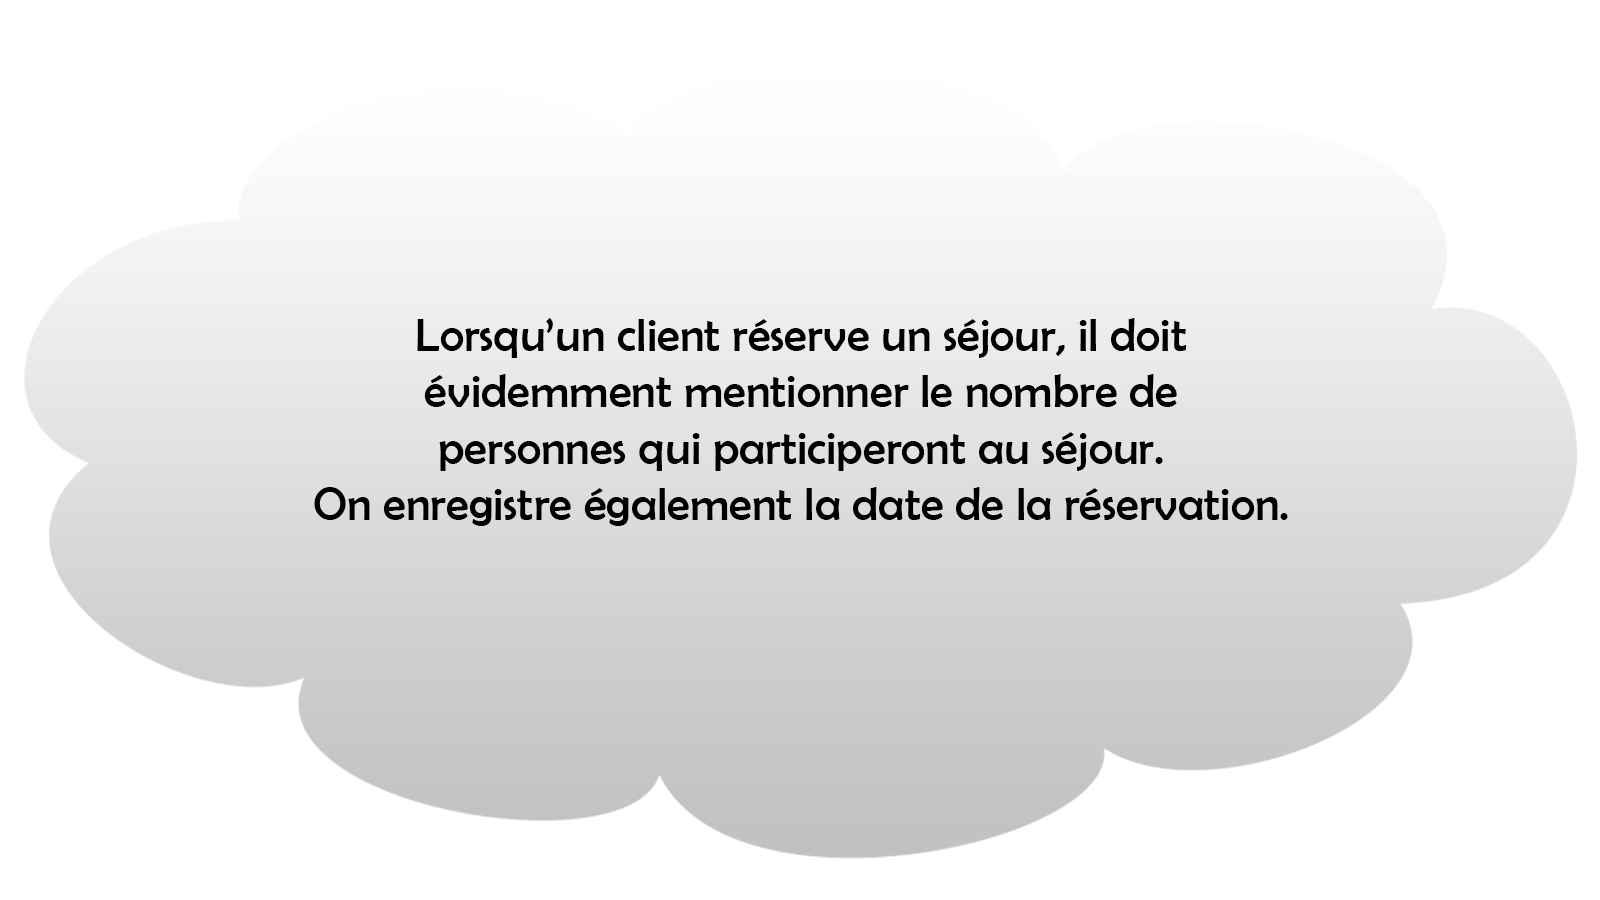 Lorsqu’un client réserve un séjour, il doit
évidemment mentionner le nombre de
personnes qui participeront au séjour.
On enregistre également la date de la réservation.